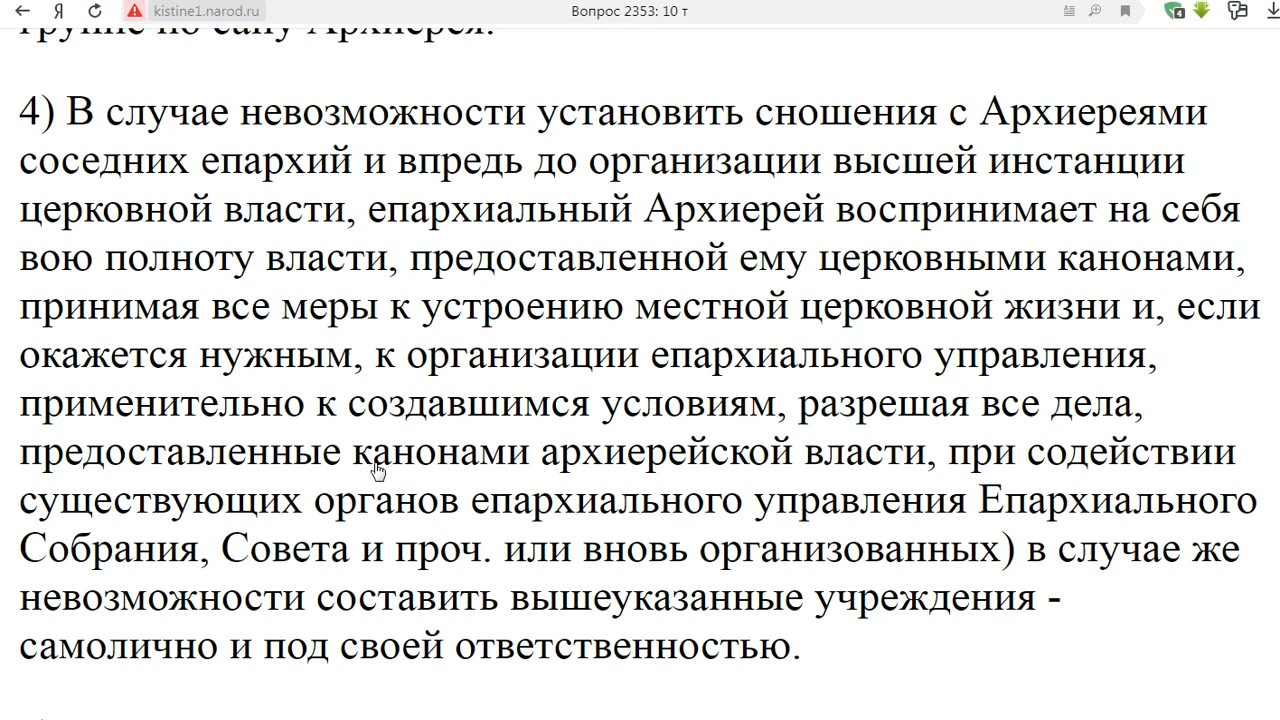 kistine1.narod.ru
Вопрос 2353: 10 т
группе по сану Архиерея.
4) В случае невозможности установить сношения с Архиереями
соседних епархий и впредь до организации высшей инстанции
церковной власти, епархиальный Архиерей воспринимает на себя
вою полноту власти, предоставленной ему церковными канонами,
принимая все меры к устроению местной церковной жизни и, если
окажется нужным, к организации епархиального управления,
применительно к создавшимся условиям, разрешая все дела,
предоставленные канонами архиерейской власти, при содействии
существующих органов епархиального управления Епархиального
Собрания, Совета и проч. или вновь организованных) в случае же
невозможности составить вышеуказанные учреждения -
самолично и под своей ответственностью.